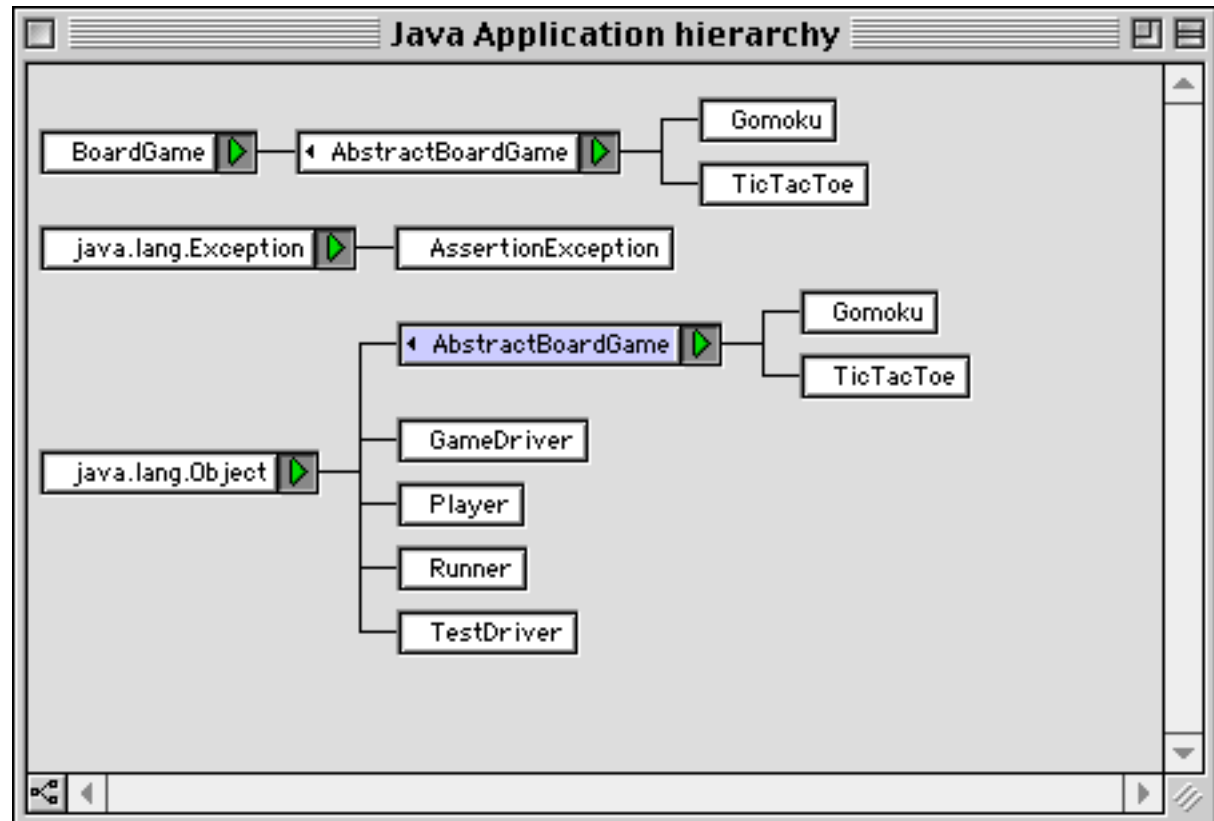 Java Application hierarchy
Gomoku
BoardGame AbstractBoardGame
TicTacToe
java.lang.Exception AssertionException
Gomoku
AbstractBoardGame
TicTacToe
GameDriver
java.lang.Object
Player
Runner
TestDriver